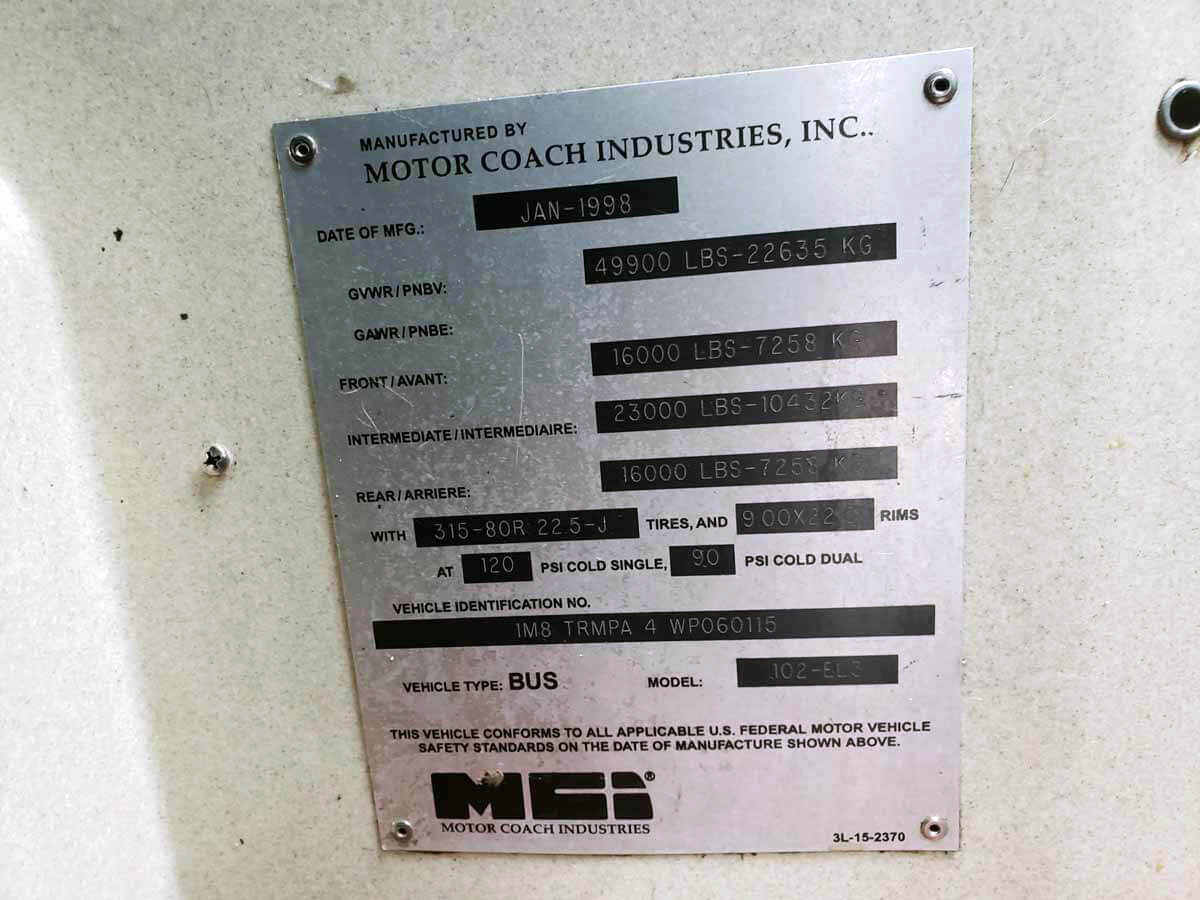 MANUFACTURED BY
MOTOR COACH INDUSTRIES, INC..
DATE OF MFG.: JAN-1998
GVWR/PNBV: 49900 LBS-22635 KG
GAWR/PNBE:
FRONT/AVANT: 16000 LBS-7258 KG
INTERMEDIATE/INTERMEDIAIRE: 23000 LBS-10432KG
REAR/ARRIERE: 16000 LBS-7258 KG
WITH 315-80R 22.5-J TIRES, AND 9.00X22.5 RIMS
AT 120 PSI COLD SINGLE, 90 PSI COLD DUAL
VEHICLE IDENTIFICATION NO.
1M8 TRMPA 4 WP060115
VEHICLE TYPE: BUS MODEL: 102-EL3
THIS VEHICLE CONFORMS TO ALL APPLICABLE U.S. FEDERAL MOTOR VEHICLE
SAFETY STANDARDS ON THE DATE OF MANUFACTURE SHOWN ABOVE.
MCI®
MOTOR COACH INDUSTRIES
3L-15-2370